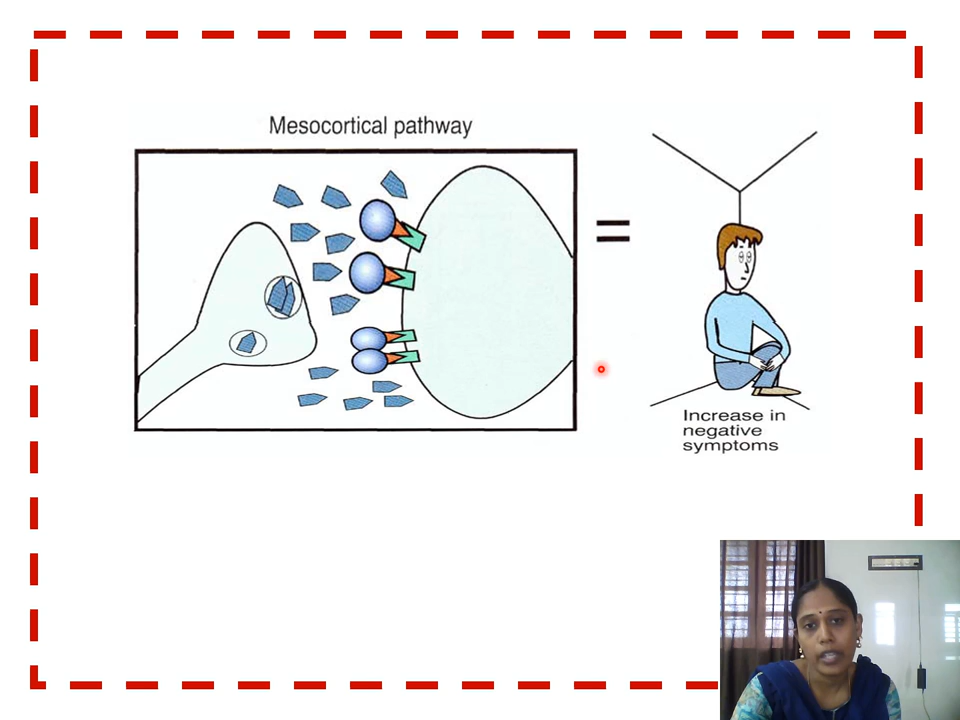 Mesocortical pathway
=
Increase in
negative
symptoms